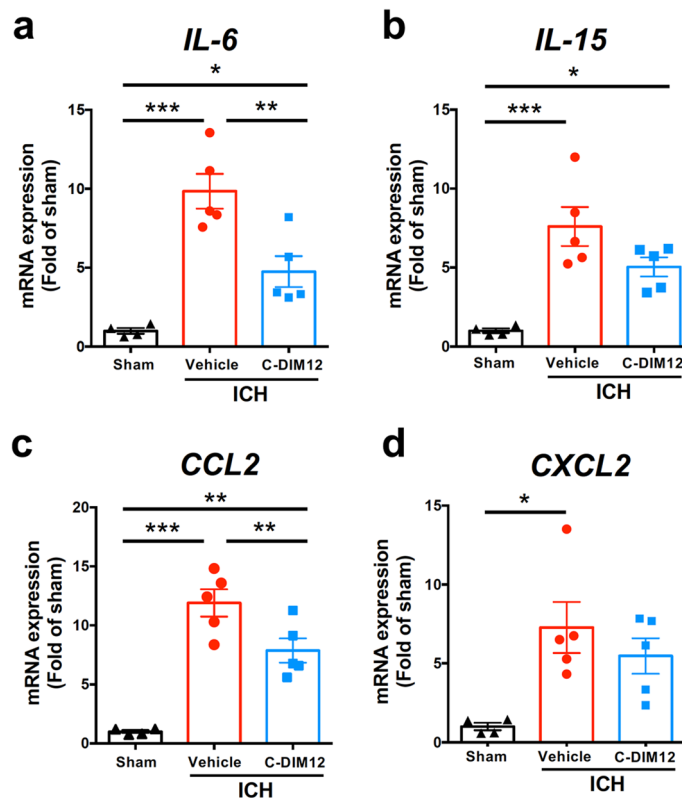 a
IL-6
*
***
**
mRNA expression
(Fold of sham)
15
10
5
0
Sham
Vehicle
C-DIM12
ICH
b
IL-15
*
***
mRNA expression
(Fold of sham)
15
10
5
0
Sham
Vehicle
C-DIM12
ICH
c
CCL2
**
***
**
mRNA expression
(Fold of sham)
20
15
10
5
0
Sham
Vehicle
C-DIM12
ICH
d
CXCL2
*
mRNA expression
(Fold of sham)
15
10
5
0
Sham
Vehicle
C-DIM12
ICH